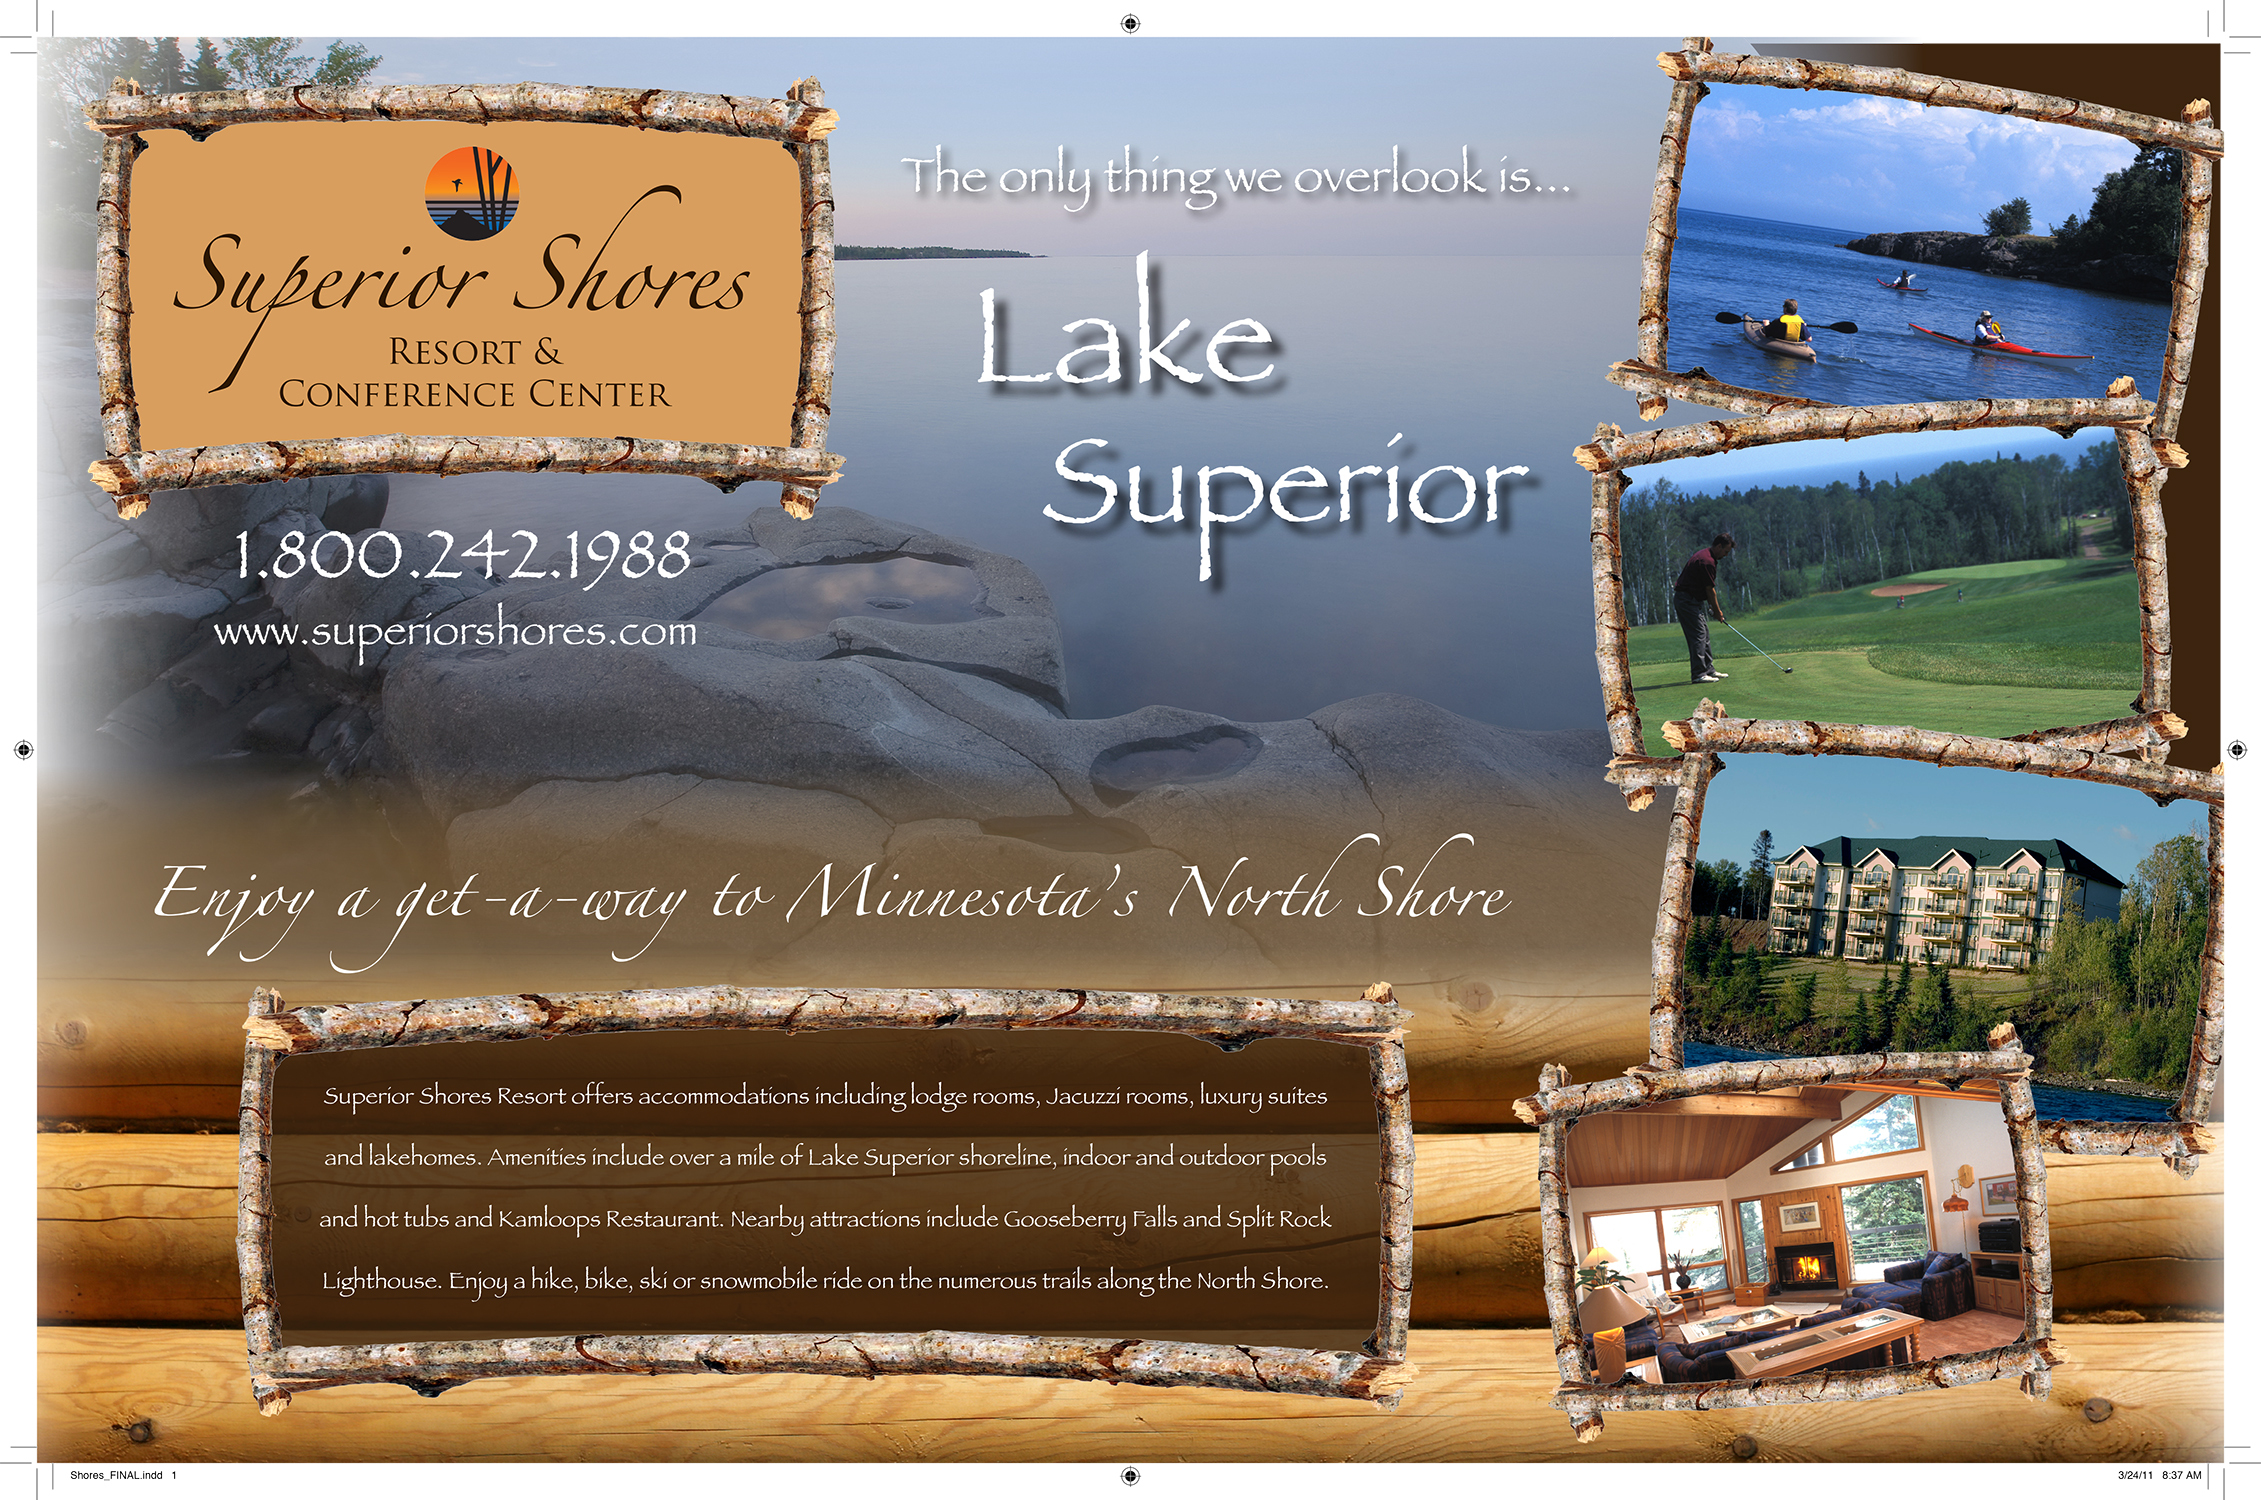 Superior Shores
RESORT &
CONFERENCE CENTER
1.800.242.1988
www.superiorshores.com
The only thing we overlook is...
Lake
Superior
Enjoy a get-a-way to Minnesota's North Shore
Superior Shores Resort offers accommodations including lodge rooms, Jacuzzi rooms, luxury suites
and lakehomes. Amenities include over a mile of Lake Superior shoreline, indoor and outdoor pools
and hot tubs and Kamloops Restaurant. Nearby attractions include Gooseberry Falls and Split Rock
Lighthouse. Enjoy a hike, bike, ski or snowmobile ride on the numerous trails along the North Shore.
Shores_FINAL.indd 1
3/24/11 8:37 AM